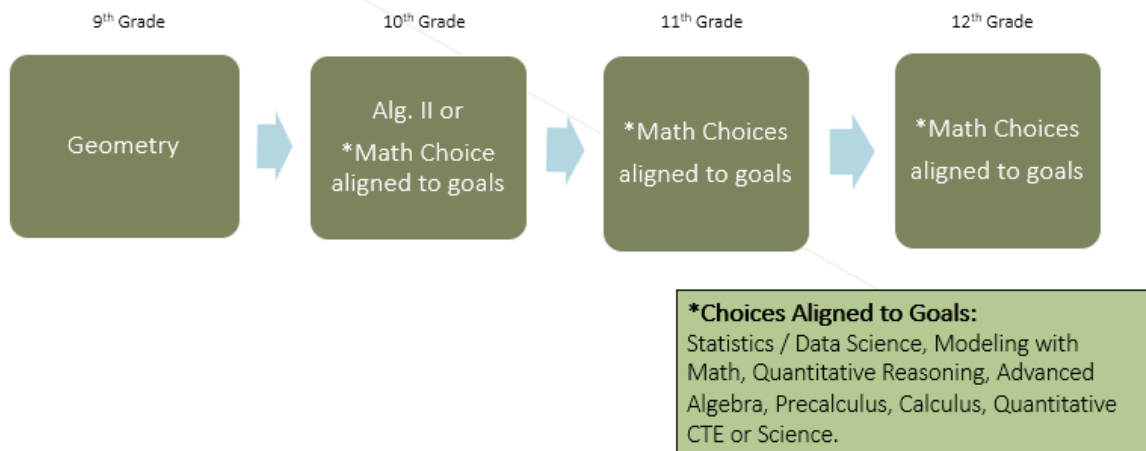 9th Grade
10th Grade
11th Grade
12th Grade
Geometry
Alg. II or
*Math Choice
aligned to goals
*Math Choices
aligned to goals
*Math Choices
aligned to goals
*Choices Aligned to Goals:
Statistics / Data Science, Modeling with
Math, Quantitative Reasoning, Advanced
Algebra, Precalculus, Calculus, Quantitative
CTE or Science.